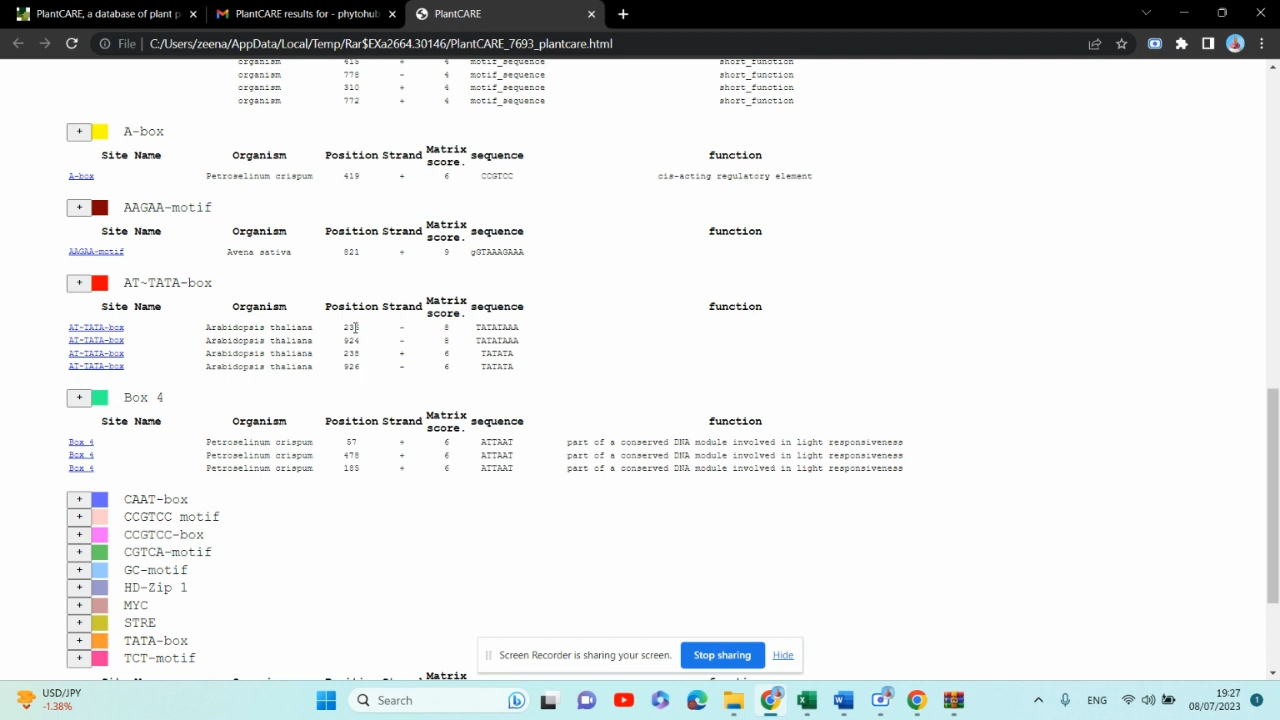 PlantCARE, a database of plant p
PlantCARE results for - phytohub
PlantCARE
File
C:/Users/zeena/AppData/Local/Temp/Rar$EXa2664.30146/PlantCARE_7693_plantcare.html
organism 415 + 4 motif_sequence short_function
organism 778 - 4 motif_sequence short_function
organism 310 + 4 motif_sequence short_function
organism 772 + 4 motif_sequence short_function
+ A-box
Site Name Organism Position Strand Matrix score. sequence function
A-box Petroselinum crispum 419 + 6 CCGTCC cis-acting regulatory element
+ AAGAA-motif
Site Name Organism Position Strand Matrix score. sequence function
AAGAA-motif Avena sativa 821 + 9 gGTAAAGAAA
+ AT~TATA-box
Site Name Organism Position Strand Matrix score. sequence function
AT~TATA-box Arabidopsis thaliana - 8 TATATAAA
AT~TATA-box Arabidopsis thaliana 924 - 8 TATATAAA
AT~TATA-box Arabidopsis thaliana 238 + 6 TATATA
AT~TATA-box Arabidopsis thaliana 926 - 6 TATATA
+ Box 4
Site Name Organism Position Strand Matrix score. sequence function
Box 4 Petroselinum crispum 57 + 6 ATTAAT part of a conserved DNA module involved in light responsiveness
Box 4 Petroselinum crispum 478 + 6 ATTAAT part of a conserved DNA module involved in light responsiveness
Box 4 Petroselinum crispum 185 + 6 ATTAAT part of a conserved DNA module involved in light responsiveness
+ CAAT-box
+ CCGTCC motif
+ CCGTCC-box
+ CGTCA-motif
+ GC-motif
+ HD-Zip 1
+ MYC
+ STRE
+ TATA-box
+ TCT-motif
Screen Recorder is sharing your screen. Stop sharing Hide
USD/JPY
-1.38%
Search
ENG
19:27
08/07/2023
1